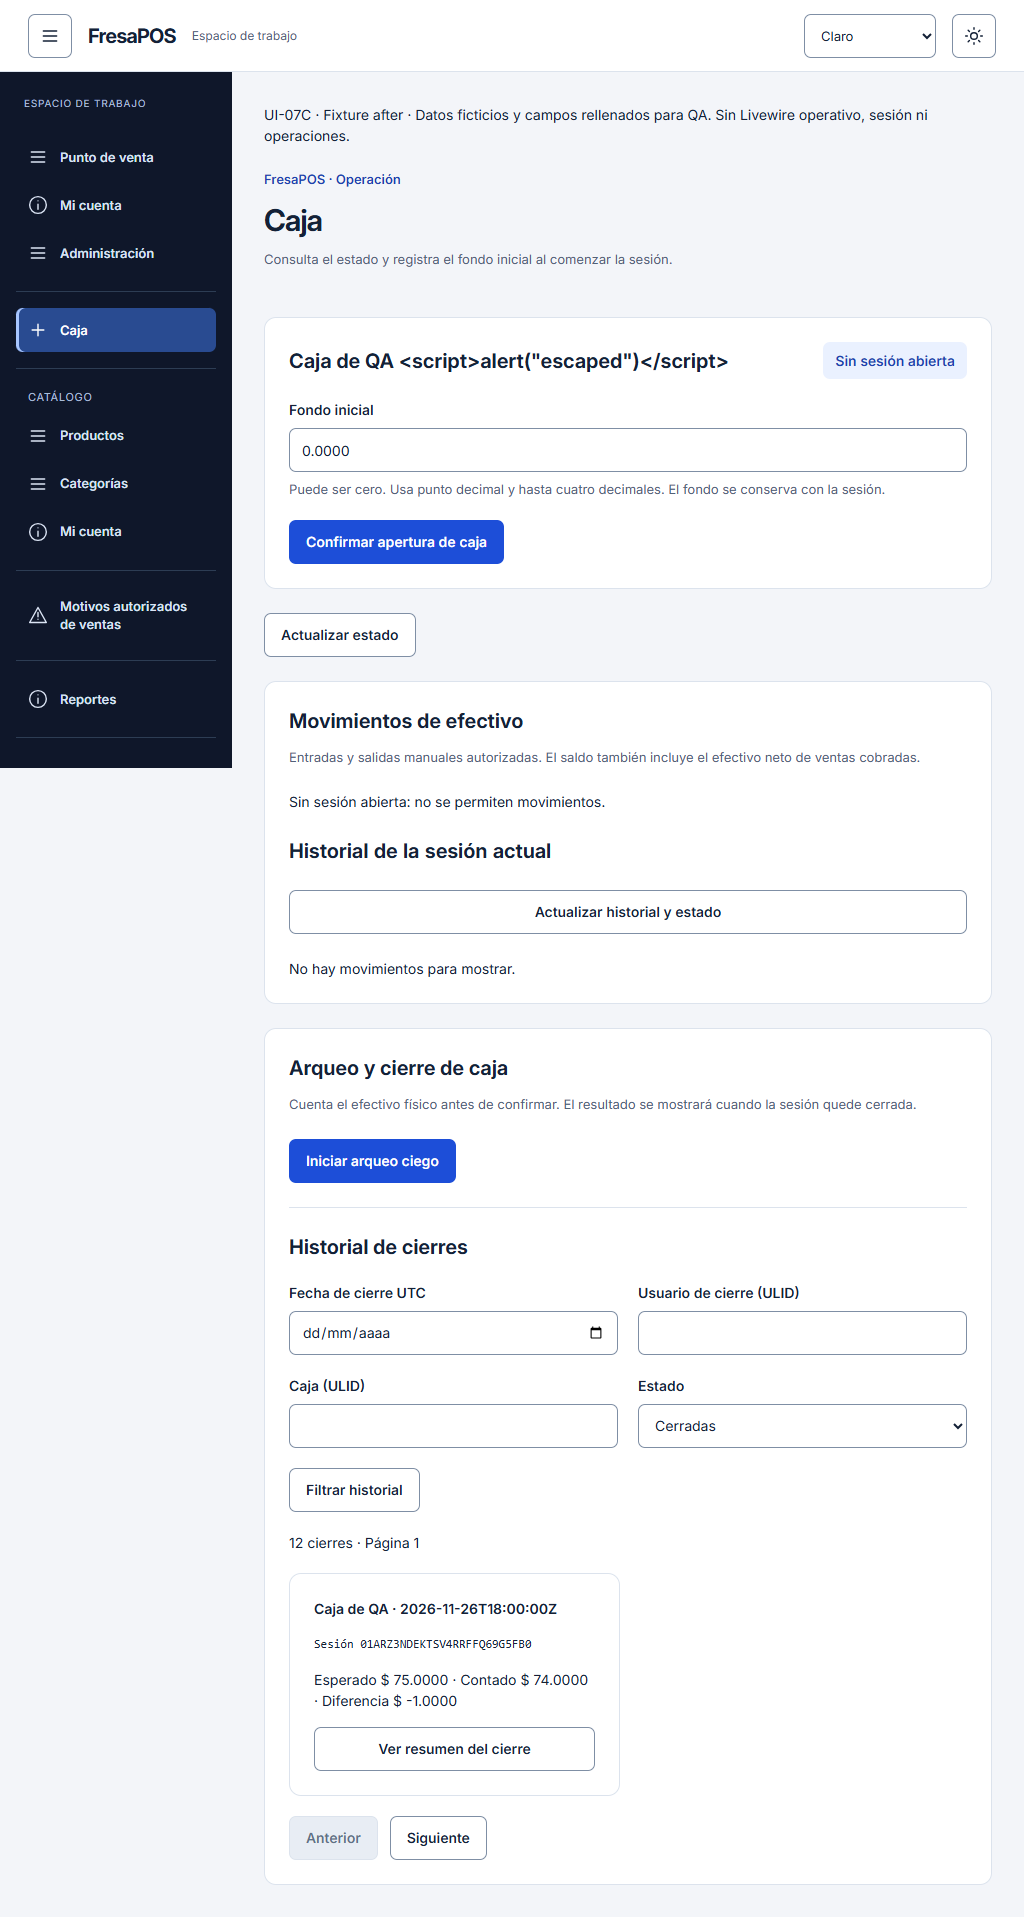 FresaPOS
Espacio de trabajo
Claro
ESPACIO DE TRABAJO
Punto de venta
Mi cuenta
Administración
Caja
CATÁLOGO
Productos
Categorías
Mi cuenta
Motivos autorizados
de ventas
Reportes
UI-07C · Fixture after · Datos ficticios y campos rellenados para QA. Sin Livewire operativo, sesión ni
operaciones.
FresaPOS · Operación
Caja
Consulta el estado y registra el fondo inicial al comenzar la sesión.
Caja de QA <script>alert("escaped")</script>
Sin sesión abierta
Fondo inicial
0.0000
Puede ser cero. Usa punto decimal y hasta cuatro decimales. El fondo se conserva con la sesión.
Confirmar apertura de caja
Actualizar estado
Movimientos de efectivo
Entradas y salidas manuales autorizadas. El saldo también incluye el efectivo neto de ventas cobradas.
Sin sesión abierta: no se permiten movimientos.
Historial de la sesión actual
Actualizar historial y estado
No hay movimientos para mostrar.
Arqueo y cierre de caja
Cuenta el efectivo físico antes de confirmar. El resultado se mostrará cuando la sesión quede cerrada.
Iniciar arqueo ciego
Historial de cierres
Fecha de cierre UTC
Usuario de cierre (ULID)
dd/mm/aaaa
Caja (ULID)
Estado
Cerradas
Filtrar historial
12 cierres · Página 1
Caja de QA · 2026-11-26T18:00:00Z
Sesión 01ARZ3NDEKTSV4RRFFQ69G5FB0
Esperado $ 75.0000 · Contado $ 74.0000
· Diferencia $ -1.0000
Ver resumen del cierre
Anterior
Siguiente